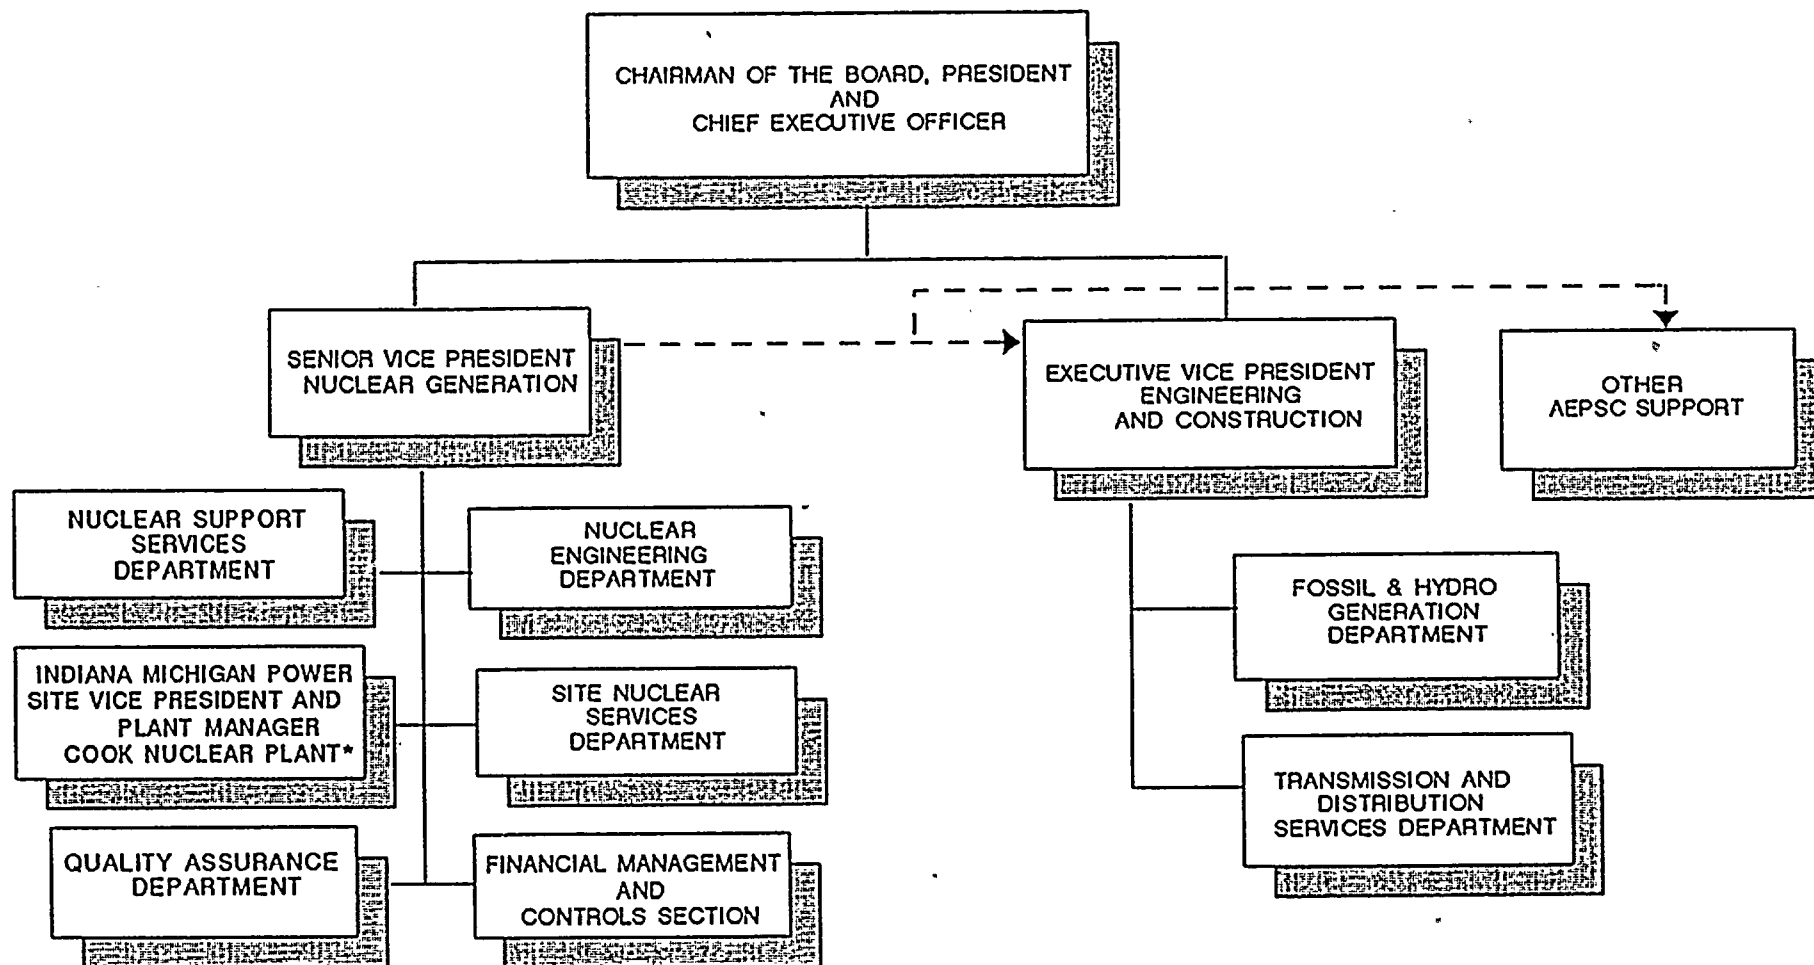 CHAIRMAN OF THE BOARD, PRESIDENT
AND
CHIEF EXECUTIVE OFFICER
SENIOR VICE PRESIDENT
NUCLEAR GENERATION
EXECUTIVE VICE PRESIDENT
ENGINEERING
AND CONSTRUCTION
OTHER
AEPSC SUPPORT
NUCLEAR SUPPORT
SERVICES
DEPARTMENT
NUCLEAR
ENGINEERING
DEPARTMENT
FOSSIL & HYDRO
GENERATION
DEPARTMENT
INDIANA MICHIGAN POWER
SITE VICE PRESIDENT AND
PLANT MANAGER
COOK NUCLEAR PLANT*
SITE NUCLEAR
SERVICES
DEPARTMENT
TRANSMISSION AND
DISTRIBUTION
SERVICES DEPARTMENT
QUALITY ASSURANCE
DEPARTMENT
FINANCIAL MANAGEMENT
AND
CONTROLS SECTION